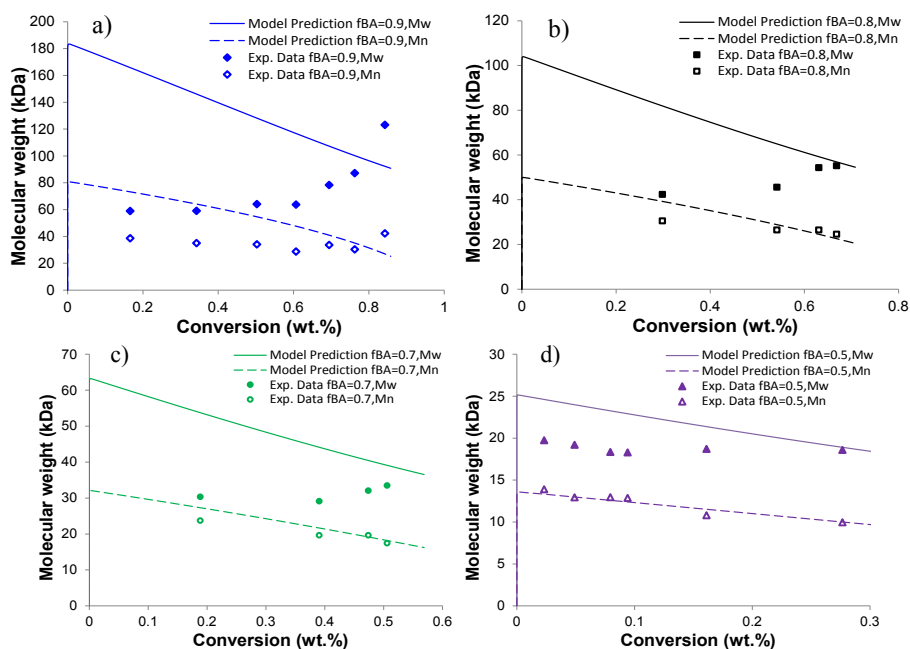 a)
Model Prediction fBA=0.9,Mw
Model Prediction fBA=0.9,Mn
Exp. Data fBA=0.9,Mw
Exp. Data fBA=0.9,Mn
Molecular weight (kDa)
200
180
160
140
120
100
80
60
40
20
0
0
0.2
0.4
0.6
0.8
1
Conversion (wt.%)
b)
Model Prediction fBA=0.8,Mw
Model Prediction fBA=0.8,Mn
Exp. Data fBA=0.8,Mw
Exp. Data fBA=0.8,Mn
Molecular weight (kDa)
120
100
80
60
40
20
0
0
0.2
0.4
0.6
0.8
Conversion (wt.%)
c)
Model Prediction fBA=0.7,Mw
Model Prediction fBA=0.7,Mn
Exp. Data fBA=0.7,Mw
Exp. Data fBA=0.7,Mn
Molecular weight (kDa)
70
60
50
40
30
20
10
0
0
0.1
0.2
0.3
0.4
0.5
0.6
Conversion (wt.%)
d)
Model Prediction fBA=0.5,Mw
Model Prediction fBA=0.5,Mn
Exp. Data fBA=0.5,Mw
Exp. Data fBA=0.5,Mn
Molecular weight (kDa)
30
25
20
15
10
5
0
0
0.1
0.2
0.3
Conversion (wt.%)